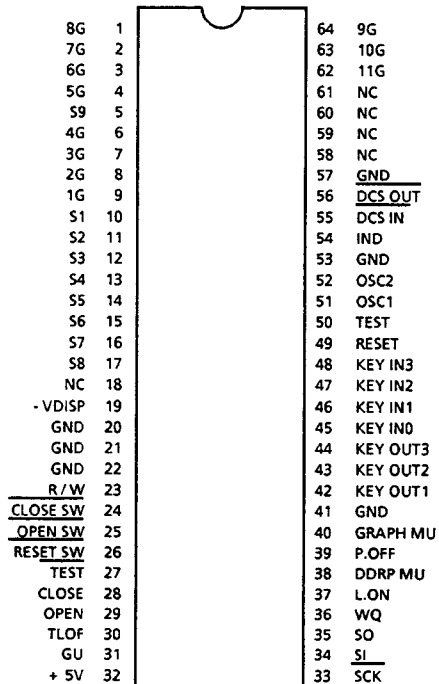 8G 1 64 9G
7G 2 63 10G
6G 3 62 11G
5G 4 61 NC
S9 5 60 NC
4G 6 59 NC
3G 7 58 NC
2G 8 57 GND
1G 9 56 DCS OUT
S1 10 55 DCS IN
S2 11 54 IND
S3 12 53 GND
S4 13 52 OSC2
S5 14 51 OSC1
S6 15 50 TEST
S7 16 49 RESET
S8 17 48 KEY IN3
NC 18 47 KEY IN2
- VDISP 19 46 KEY IN1
GND 20 45 KEY IN0
GND 21 44 KEY OUT3
GND 22 43 KEY OUT2
R / W 23 42 KEY OUT1
CLOSE SW 24 41 GND
OPEN SW 25 40 GRAPH MU
RESET SW 26 39 P.OFF
TEST 27 38 DDRP MU
CLOSE 28 37 L.ON
OPEN 29 36 WQ
TLOF 30 35 SO
GU 31 34 SI
+ 5V 32 33 SCK